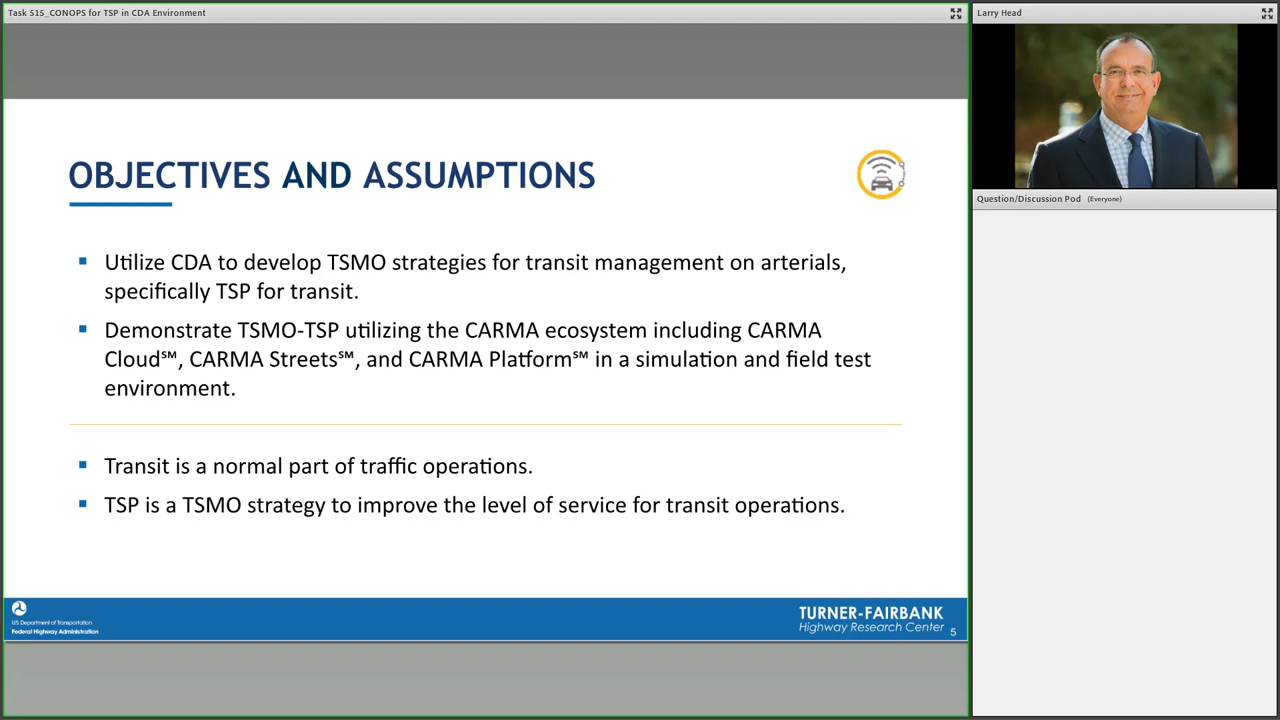 Task 515_CONOPS for TSP in CDA Environment
Larry Head
Question/Discussion Pod (Everyone)
OBJECTIVES AND ASSUMPTIONS
▪ Utilize CDA to develop TSMO strategies for transit management on arterials,
specifically TSP for transit.
▪ Demonstrate TSMO-TSP utilizing the CARMA ecosystem including CARMA
Cloud℠, CARMA Streets℠, and CARMA Platform℠ in a simulation and field test
environment.
▪ Transit is a normal part of traffic operations.
▪ TSP is a TSMO strategy to improve the level of service for transit operations.
U.S. Department of Transportation
Federal Highway Administration
TURNER-FAIRBANK
Highway Research Center
5